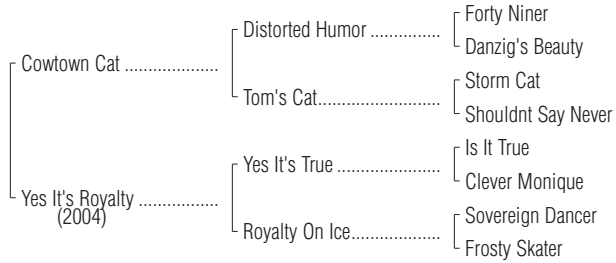 Forty Niner
Distorted Humor ...............
Danzig's Beauty
Cowtown Cat ....................
Storm Cat
Tom's Cat..........................
Shouldnt Say Never
Is It True
Yes It's True ......................
Clever Monique
Yes It's Royalty .................
(2004)
Sovereign Dancer
Royalty On Ice...................
Frosty Skater